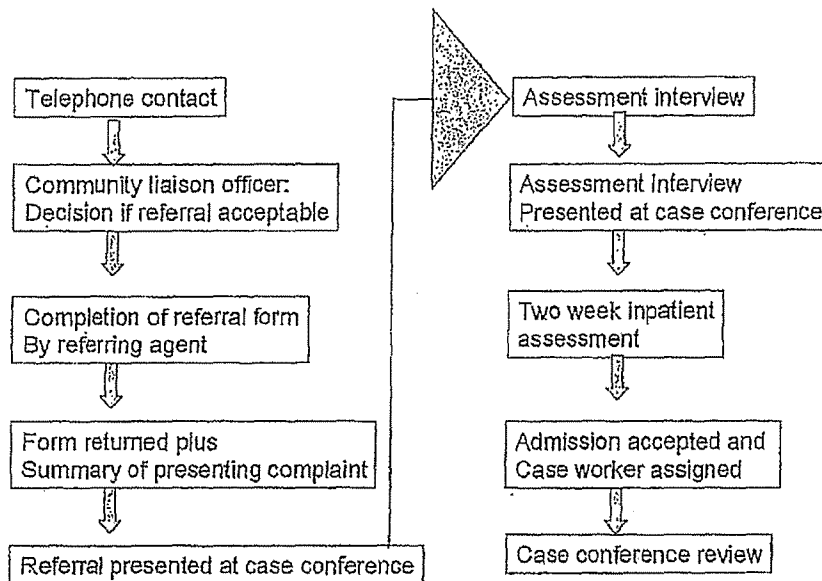 Telephone contact
Community liaison officer:
Decision if referral acceptable
Completion of referral form
By referring agent
Form returned plus
Summary of presenting complaint
Referral presented at case conference
Assessment interview
Assessment Interview
Presented at case conference
Two week inpatient
assessment
Admission accepted and
Case worker assigned
Case conference review